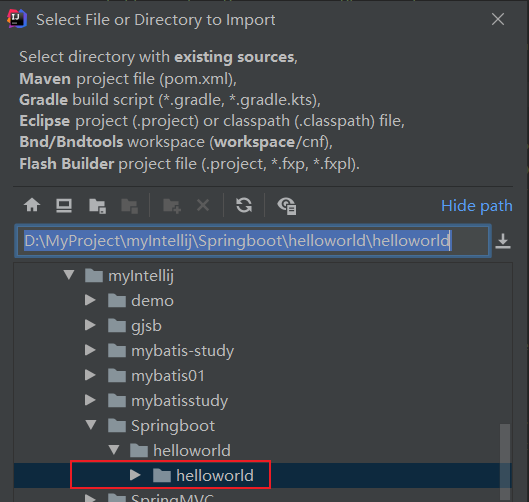 Select File or Directory to Import
Select directory with existing sources,
Maven project file (pom.xml),
Gradle build script (*.gradle, *.gradle.kts),
Eclipse project (.project) or classpath (.classpath) file,
Bnd/Bndtools workspace (workspace/cnf),
Flash Builder project file (.project, *.fxp, *.fxpl).
Hide path
D:\MyProject\myIntellij\Springboot\helloworld\helloworld
myIntellij
demo
gjsb
mybatis-study
mybatis01
mybatisstudy
Springboot
helloworld
helloworld
SpringMVC